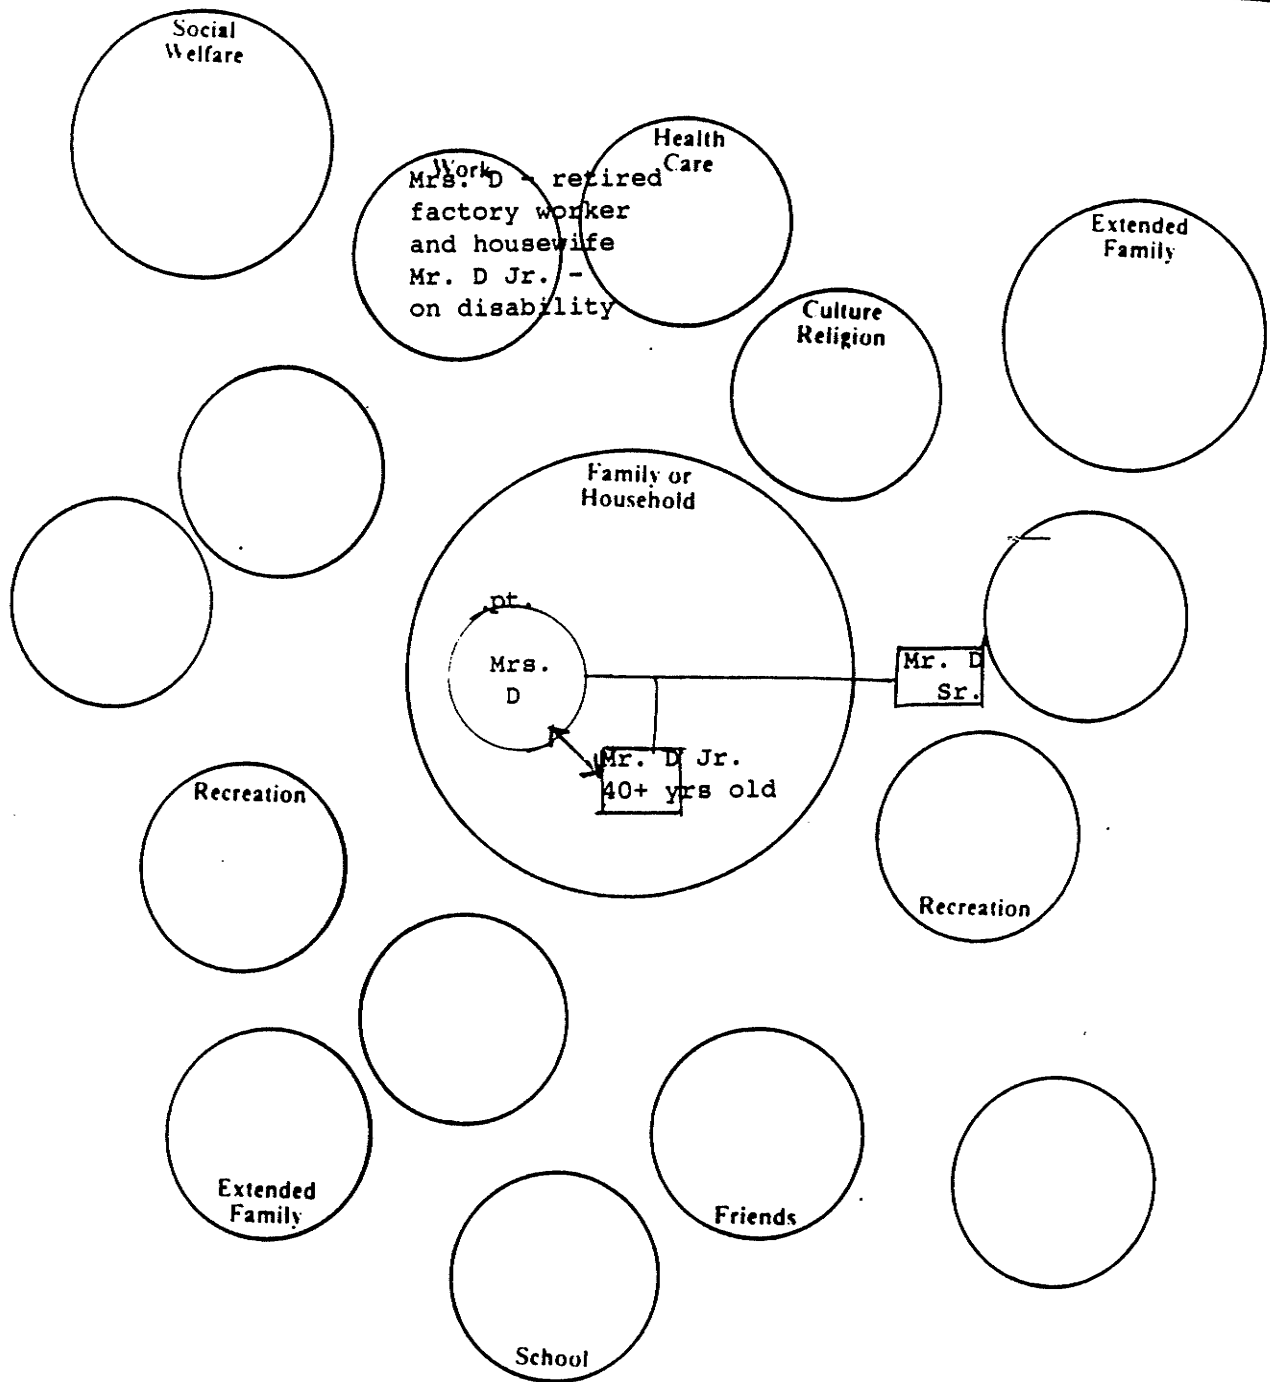 Social
Welfare
Work
Mrs. D - retired
factory worker
and housewife
Mr. D Jr. -
on disability
Health
Care
Extended
Family
Culture
Religion
Family or
Household
pt.
Mrs.
D
Mr. D
Sr.
Mr. D Jr.
40+ yrs old
Recreation
Recreation
Extended
Family
Friends
School